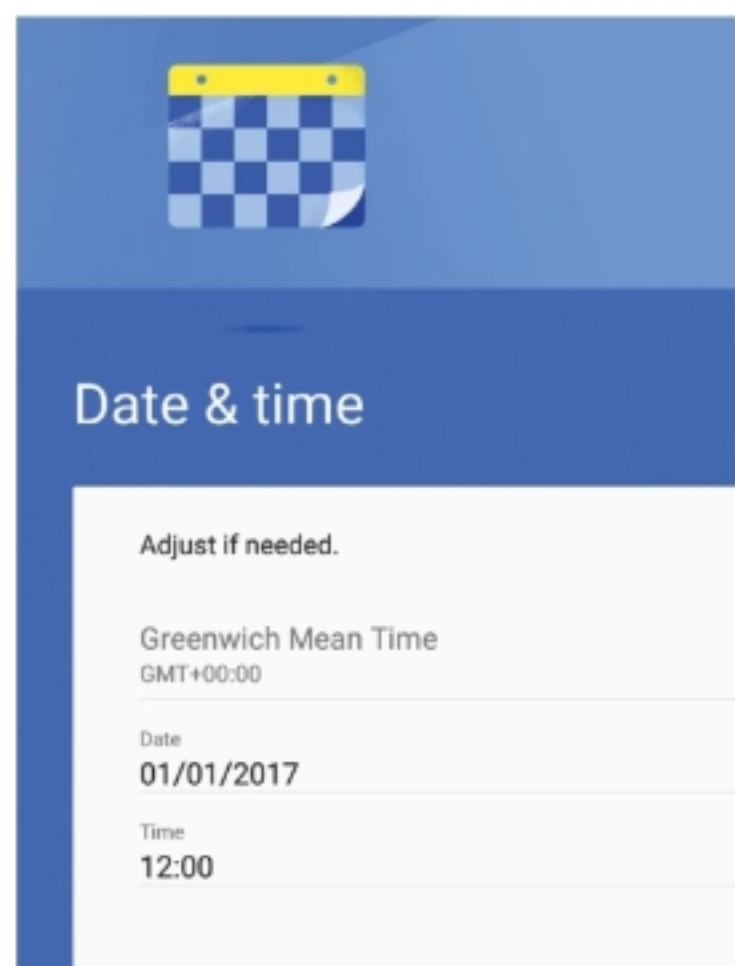 Date & time
Adjust if needed.
Greenwich Mean Time
GMT+00:00
Date
01/01/2017
Time
12:00